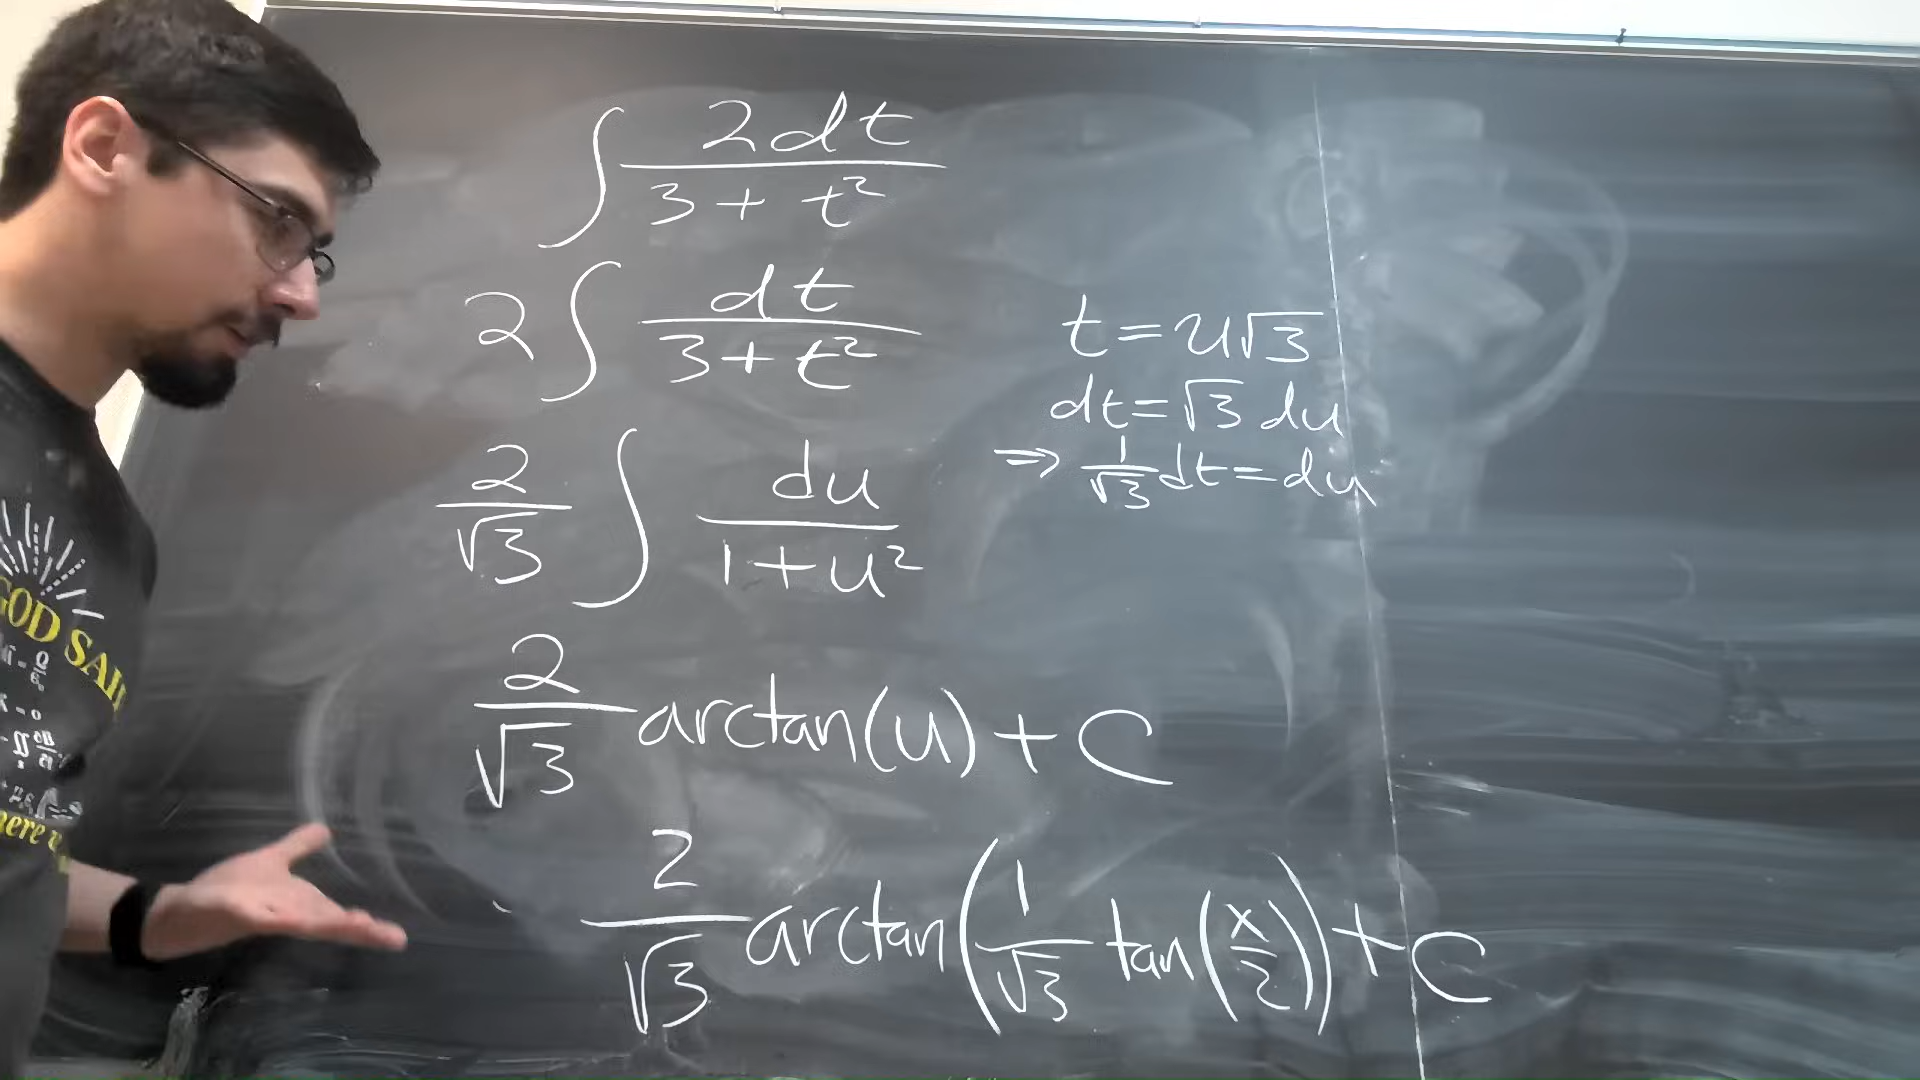 ∫ 2dt / (3 + t²)
2 ∫ dt / (3 + t²)
t = u√3
dt = √3 du
⇒ 1/√3 dt = du
2/√3 ∫ du / (1 + u²)
2/√3 arctan(u) + C
2/√3 arctan(1/√3 tan(x/2)) + C
GOD SAI